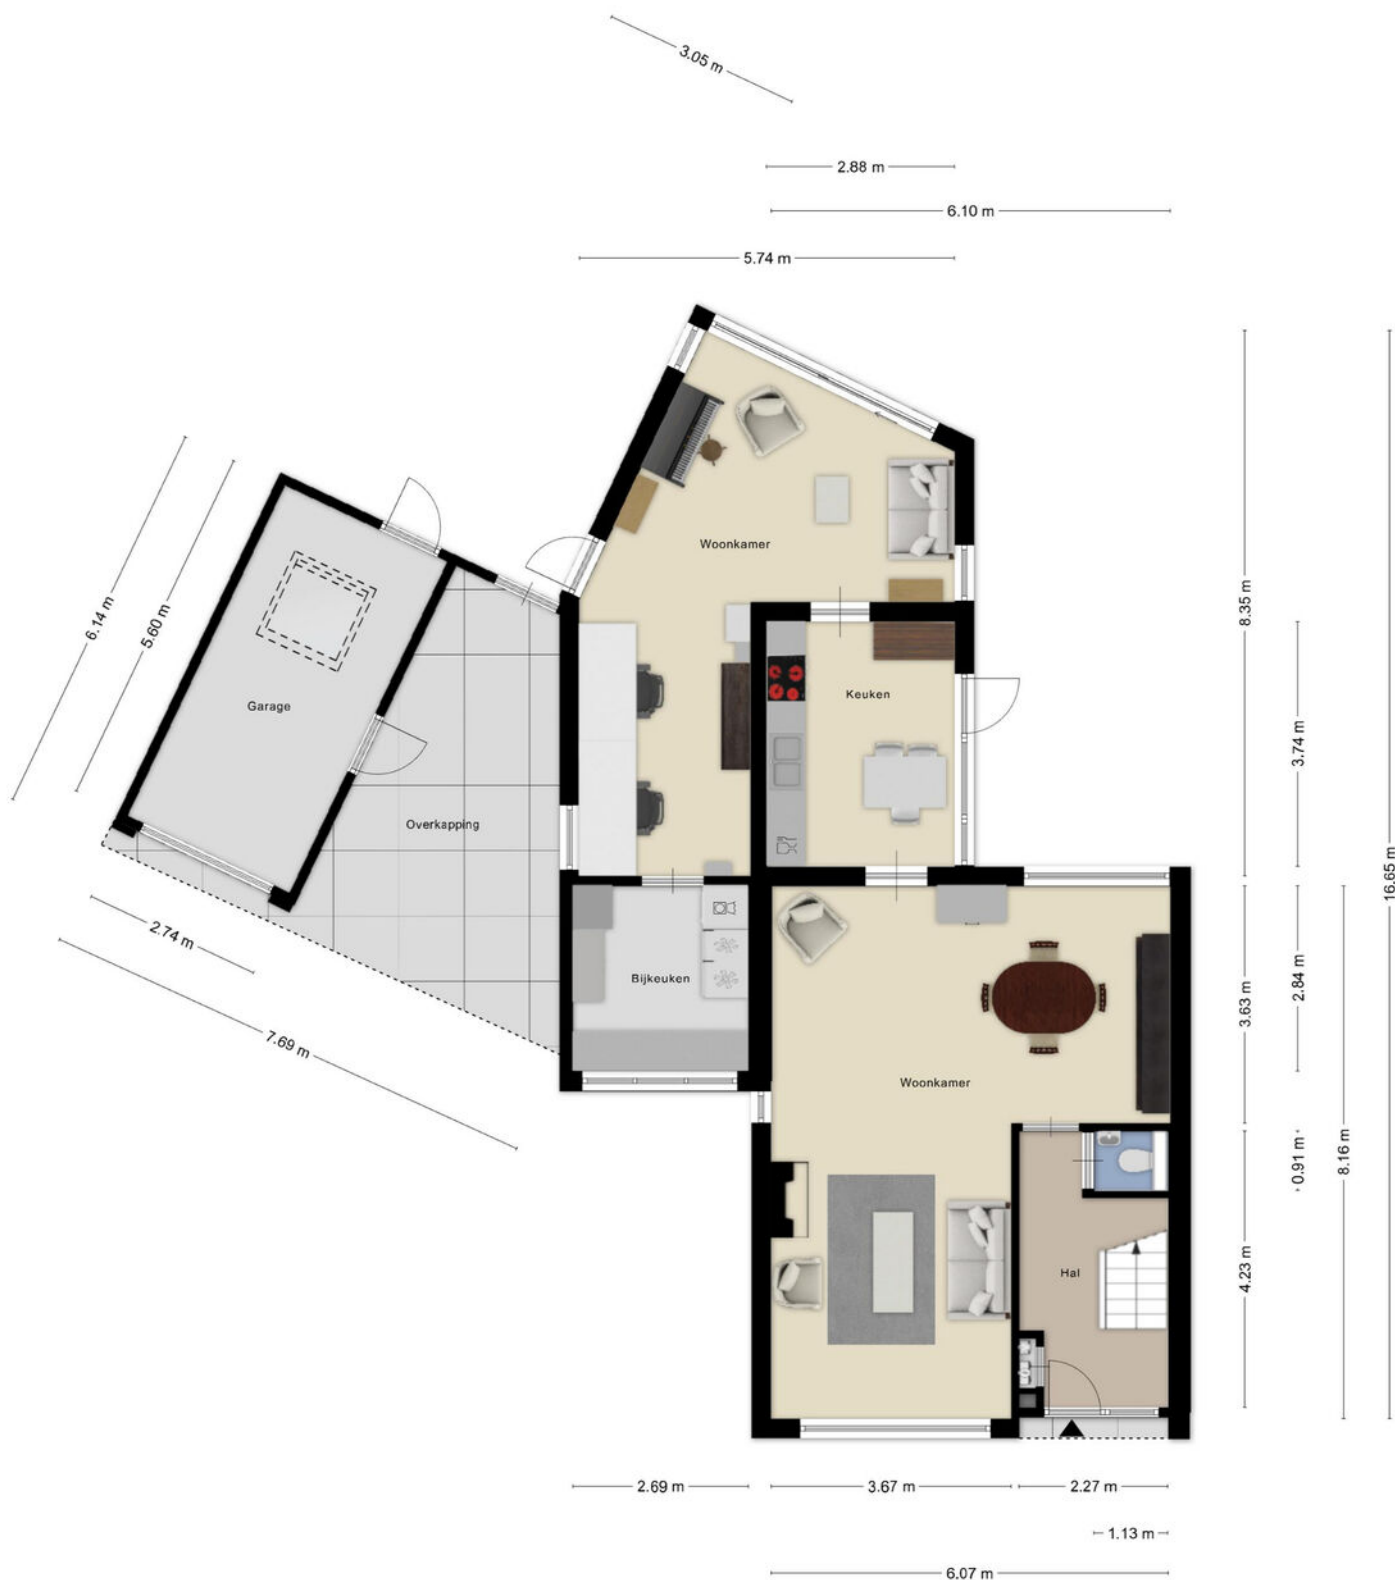 3.05 m
2.88 m
6.10 m
5.74 m
Woonkamer
8.35 m
16.65 m
6.14 m
5.60 m
Garage
Keuken
3.74 m
Overkapping
2.74 m
7.69 m
Bijkeuken
Woonkamer
3.63 m
2.84 m
0.91 m
8.16 m
4.23 m
Hal
2.69 m
3.67 m
2.27 m
1.13 m
6.07 m